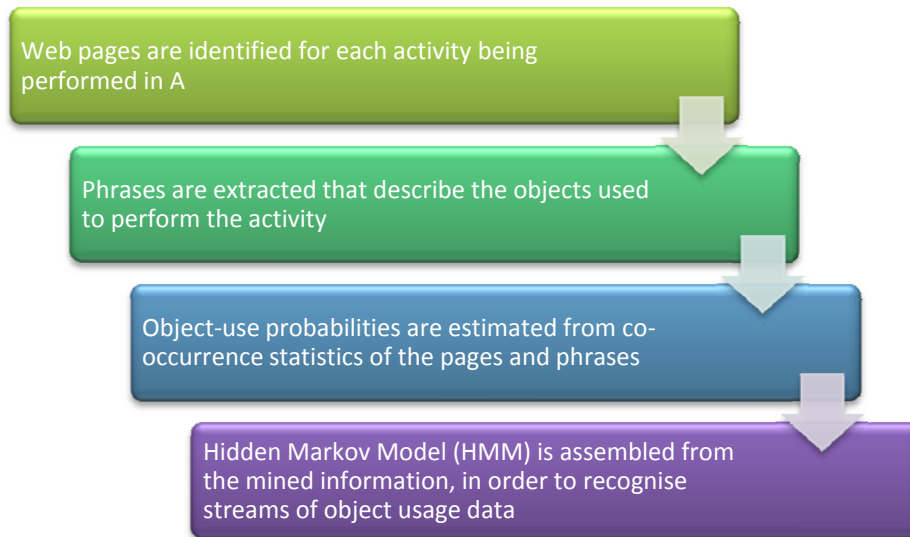 Web pages are identified for each activity being
performed in A
Phrases are extracted that describe the objects used
to perform the activity
Object-use probabilities are estimated from co-
occurrence statistics of the pages and phrases
Hidden Markov Model (HMM) is assembled from
the mined information, in order to recognise
streams of object usage data